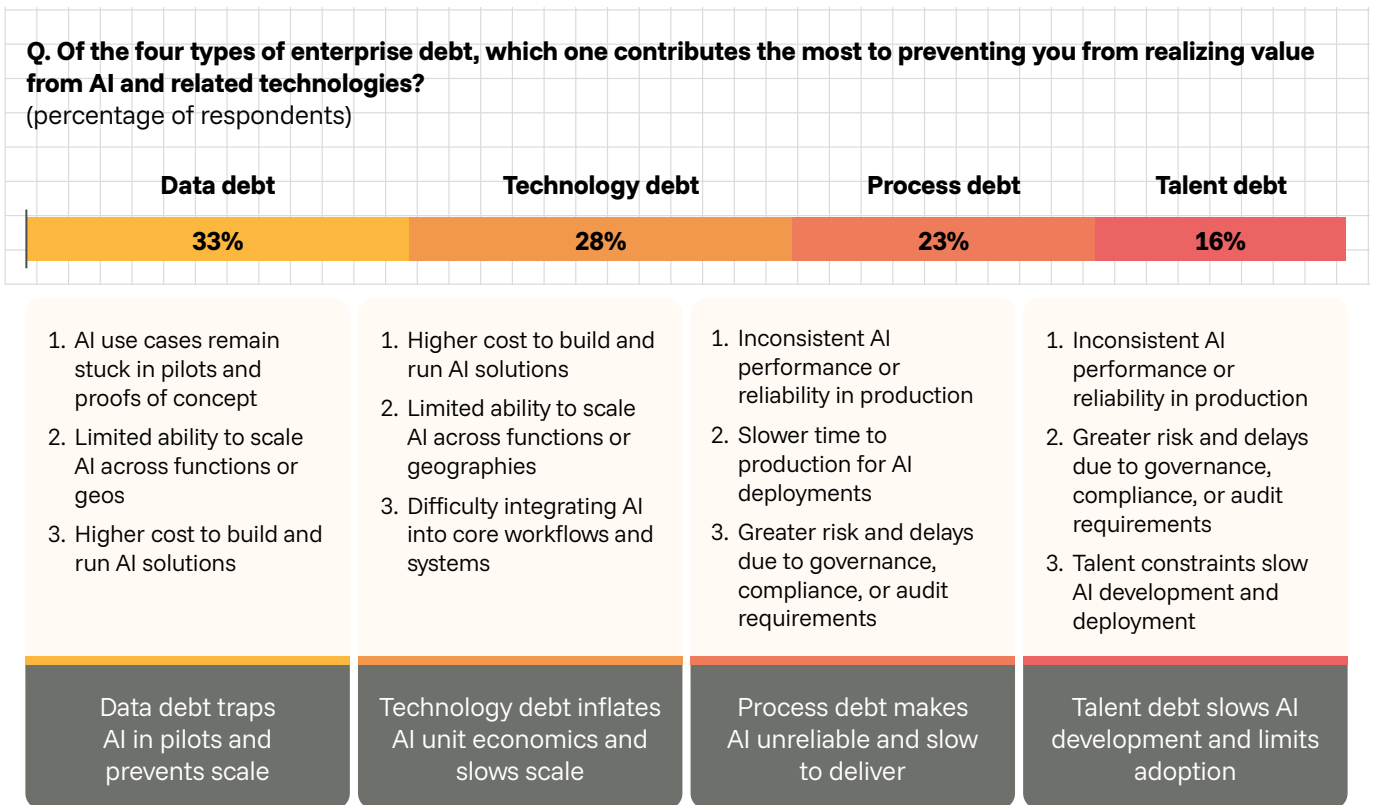 Q. Of the four types of enterprise debt, which one contributes the most to preventing you from realizing value
from AI and related technologies?
(percentage of respondents)
Data debt
Technology debt
Process debt
Talent debt
33%
28%
23%
16%
1. AI use cases remain
stuck in pilots and
proofs of concept
2. Limited ability to scale
AI across functions or
geos
3. Higher cost to build and
run AI solutions
1. Higher cost to build and
run AI solutions
2. Limited ability to scale
AI across functions or
geographies
3. Difficulty integrating AI
into core workflows and
systems
1. Inconsistent AI
performance or
reliability in production
2. Slower time to
production for AI
deployments
3. Greater risk and delays
due to governance,
compliance, or audit
requirements
1. Inconsistent AI
performance or
reliability in production
2. Greater risk and delays
due to governance,
compliance, or audit
requirements
3. Talent constraints slow
AI development and
deployment
Data debt traps
AI in pilots and
prevents scale
Technology debt inflates
AI unit economics and
slows scale
Process debt makes
AI unreliable and slow
to deliver
Talent debt slows AI
development and limits
adoption